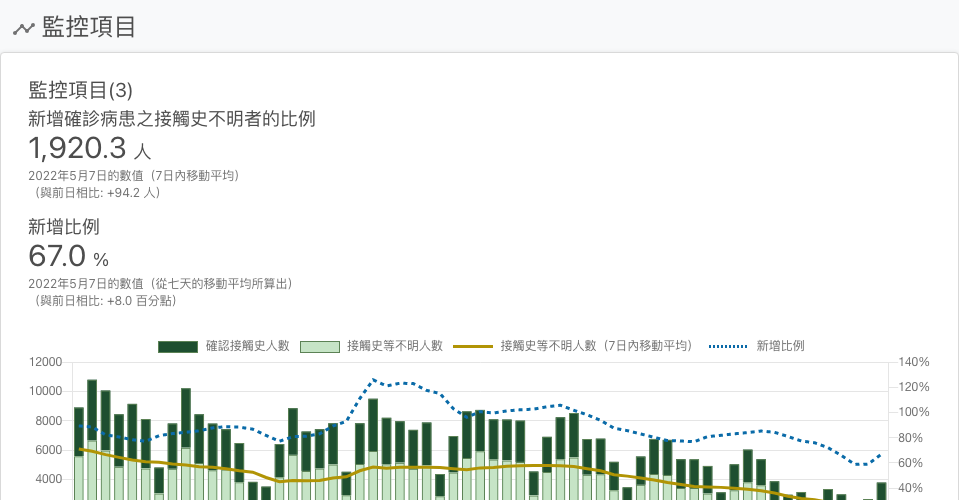 監控項目
監控項目(3)
新增確診病患之接觸史不明者的比例
1,920.3 人
2022年5月7日的數值（7日內移動平均）
（與前日相比: +94.2 人）
新增比例
67.0 %
2022年5月7日的數值（從七天的移動平均所算出）
（與前日相比: +8.0 百分點）
確認接觸史人數 接觸史等不明人數 接觸史等不明人數（7日內移動平均） 新增比例
12000 140%
10000 120%
100%
8000
80%
6000
60%
4000
40%